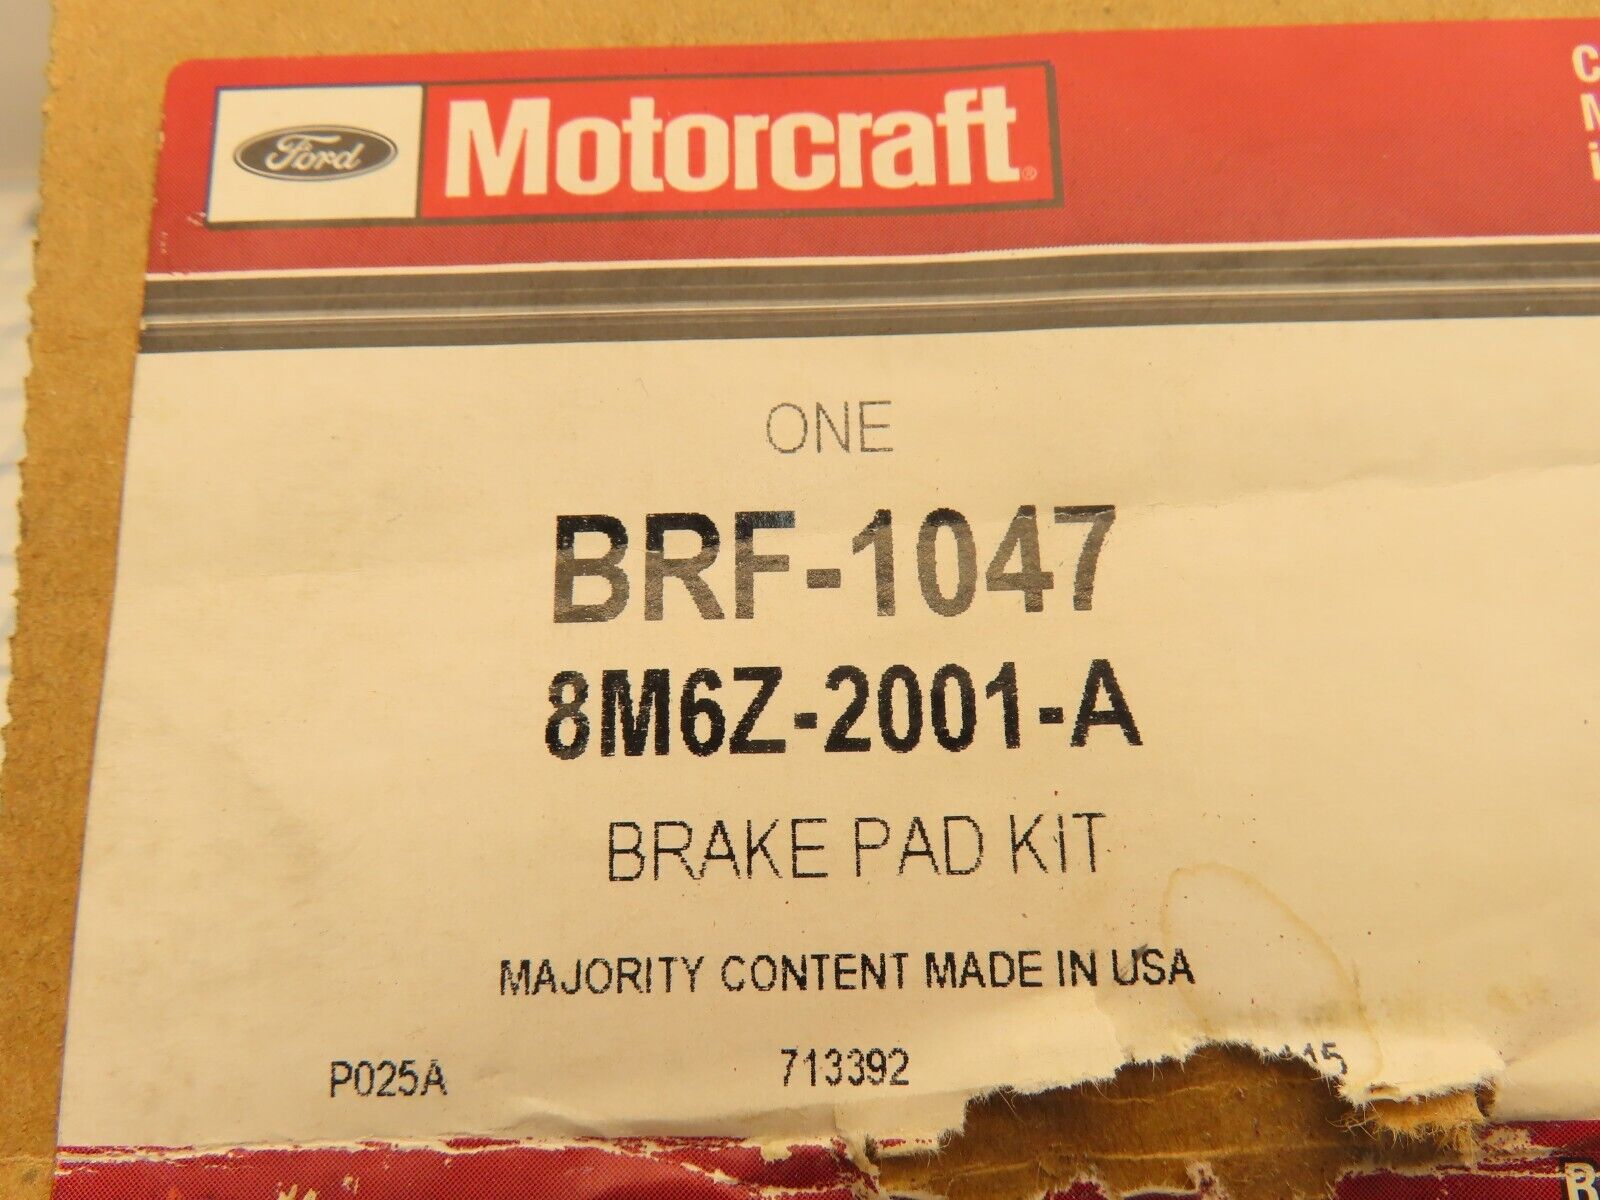 Ford Motorcraft®
ONE
BRF-1047
8M6Z-2001-A
BRAKE PAD KIT
MAJORITY CONTENT MADE IN USA
P025A 713392